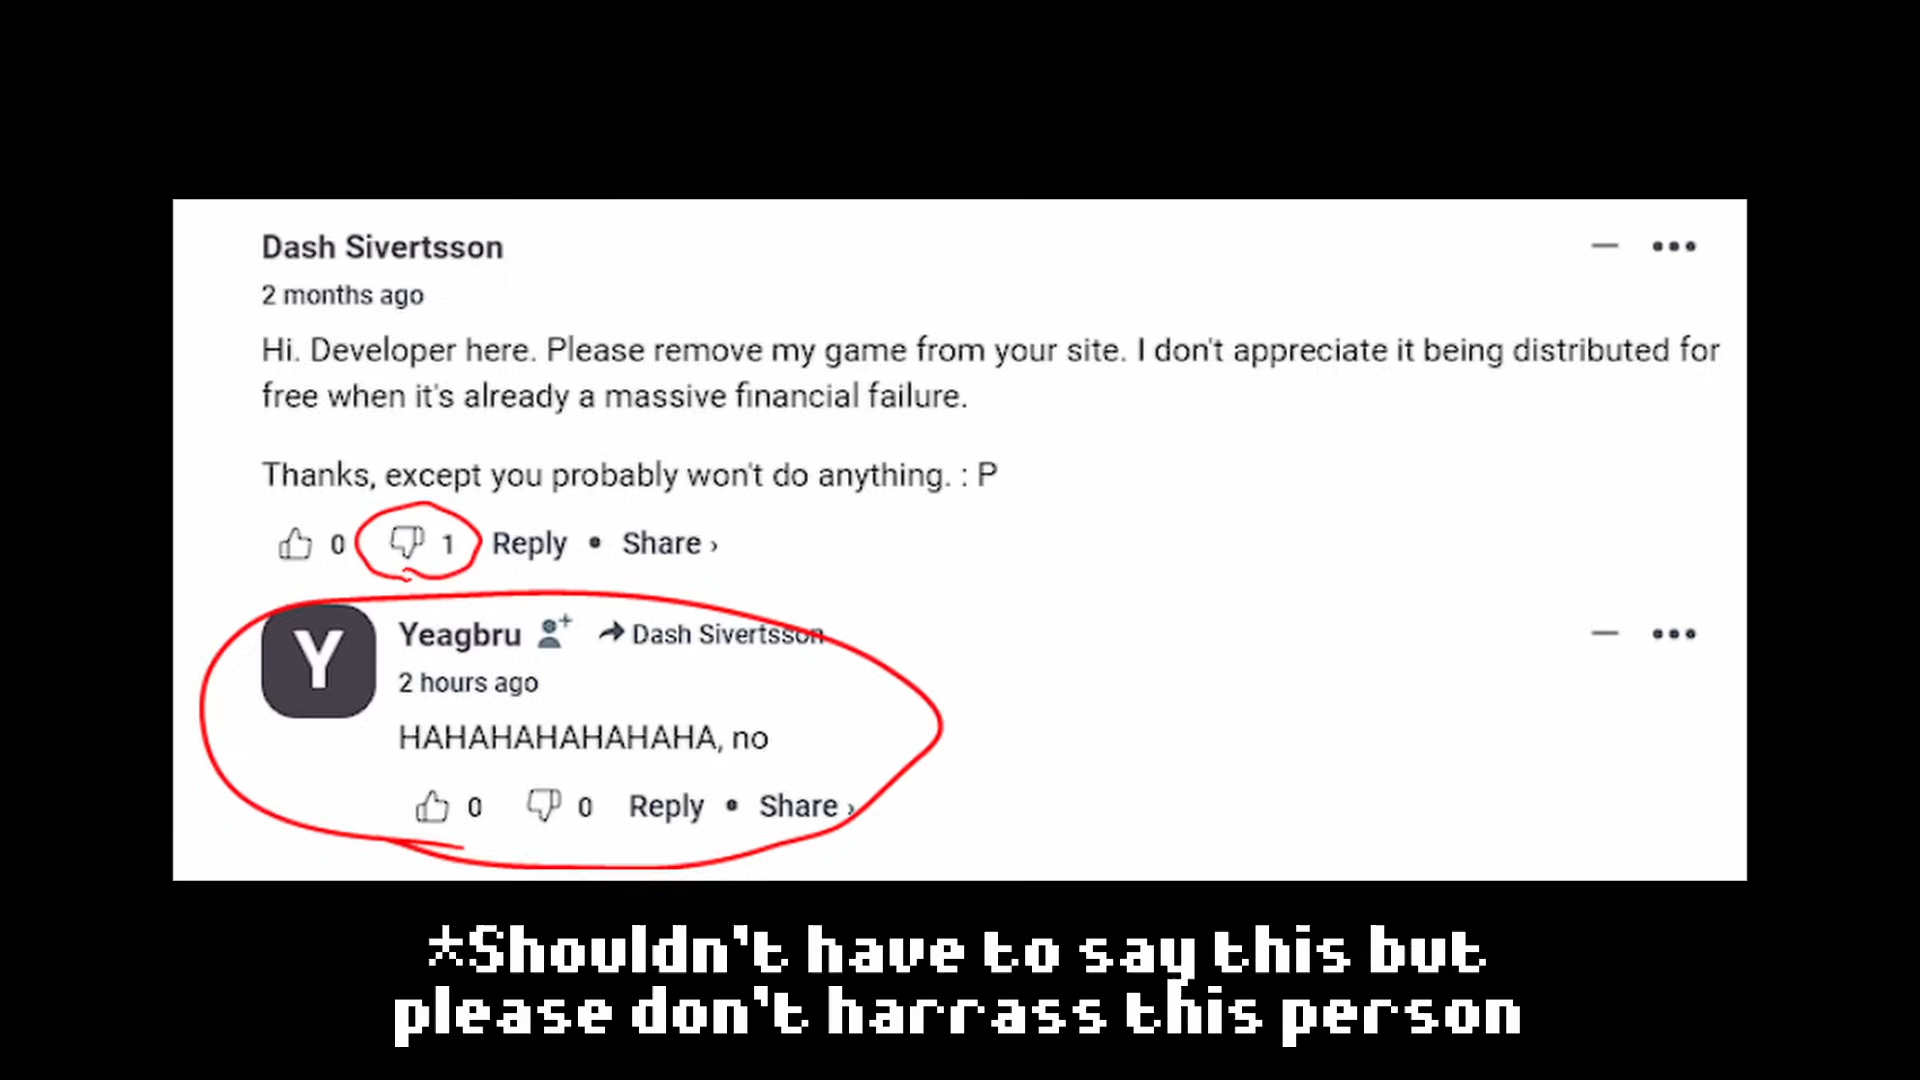 Dash Sivertsson
2 months ago
Hi. Developer here. Please remove my game from your site. I don't appreciate it being distributed for
free when it's already a massive financial failure.
Thanks, except you probably won't do anything. : P
0 1 Reply • Share ›
Y
Yeagbru Dash Sivertsson
2 hours ago
HAHAHAHAHAHAHA, no
0 0 Reply • Share ›
*Shouldn't have to say this but
please don't harrass this person